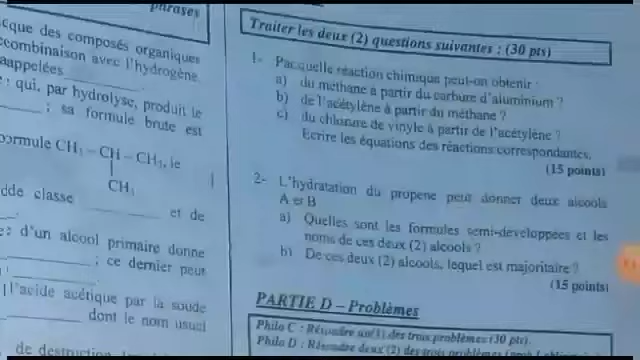 phrases
cque des composés organiques
combinaison avec l'hydrogène.
appelées
qui, par hydrolyse, produit le
; sa formule brute est
ormule CH₃ – CH – CH₃, le
CH₃
classe
et de
d'un alcool primaire donne
; ce dernier peut
l'acide acétique par la soude
dont le nom usuel
de destruction
Traiter les deux (2) questions suivantes : (30 pts)
1- Par quelle réaction chimique peut-on obtenir :
a) du méthane à partir du carbure d'aluminium ?
b) de l'acétylène à partir du méthane ?
c) du chlorure de vinyle à partir de l'acétylène ?
Ecrire les équations des réactions correspondantes.
(15 points)
2- L'hydratation du propene peut donner deux alcools
A et B
a) Quelles sont les formules semi-developpées et les
noms de ces deux (2) alcools ?
b) De ces deux (2) alcools, lequel est majoritaire ?
(15 points)
PARTIE D – Problèmes
Philo C : Résoudre un(1) des trois problèmes (30 pts).
Philo D : Résoudre deux (2) des trois problèmes